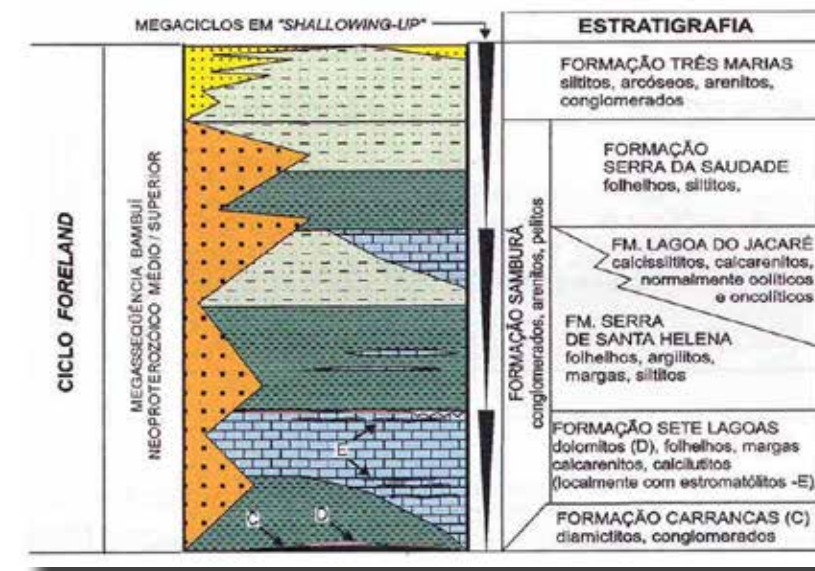 MEGACICLOS EM "SHALLOWING-UP"
ESTRATIGRAFIA
CICLO FORELAND
MEGASSEQÜÊNCIA BAMBUÍ
NEOPROTEROZÓICO MÉDIO / SUPERIOR
E
C
D
FORMAÇÃO SAMBURÁ
conglomerados, arenitos, pelitos
FORMAÇÃO TRÊS MARIAS
siltitos, arcóseos, arenitos,
conglomerados
FORMAÇÃO
SERRA DA SAUDADE
folhelhos, siltitos,
FM. LAGOA DO JACARÉ
calcissiltitos, calcarenitos,
normalmente oolíticos
e oncolíticos
FM. SERRA
DE SANTA HELENA
folhelhos, argilitos,
margas, siltitos
FORMAÇÃO SETE LAGOAS
dolomitos (D), folhelhos, margas
calcarenitos, calcilutitos
(localmente com estromatólitos -E)
FORMAÇÃO CARRANCAS (C)
diamictitos, conglomerados